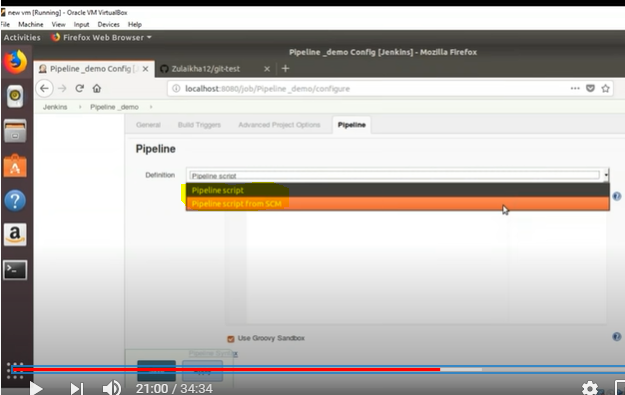 new vm [Running] - Oracle VM VirtualBox
File Machine View Input Devices Help
Activities Firefox Web Browser
Pipeline _demo Config [Jenkins] - Mozilla Firefox
Pipeline _demo Config [ × Zulaikha12/git-test × +
localhost:8080/job/Pipeline_demo/configure
Jenkins Pipeline _demo
General Build Triggers Advanced Project Options Pipeline
Pipeline
Definition Pipeline script
Pipeline script
Pipeline script from SCM
Use Groovy Sandbox
21:00 / 34:34